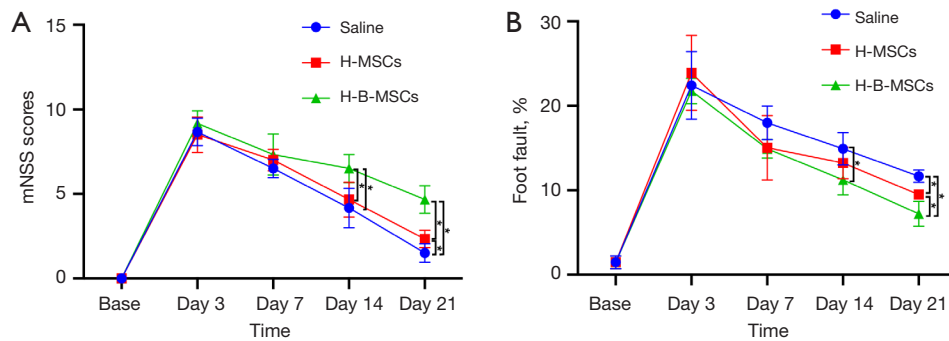 A
mNSS scores
15
10
5
0
Saline
H-MSCs
H-B-MSCs
*
*
*
*
*
Base Day 3 Day 7 Day 14 Day 21
Time
B
Foot fault, %
30
20
10
0
Saline
H-MSCs
H-B-MSCs
*
*
*
*
Base Day 3 Day 7 Day 14 Day 21
Time